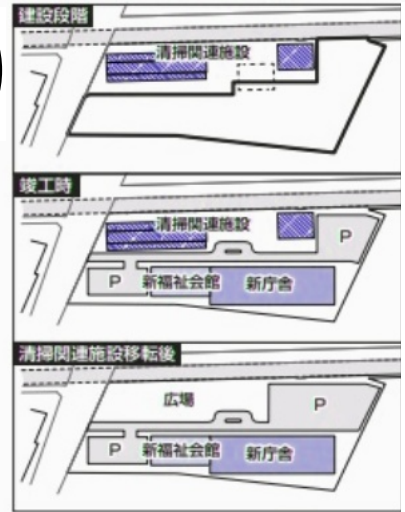 建設段階
清掃関連施設
竣工時
清掃関連施設
P
P 新福祉会館 新庁舎
清掃関連施設移転後
広場 P
P 新福祉会館 新庁舎